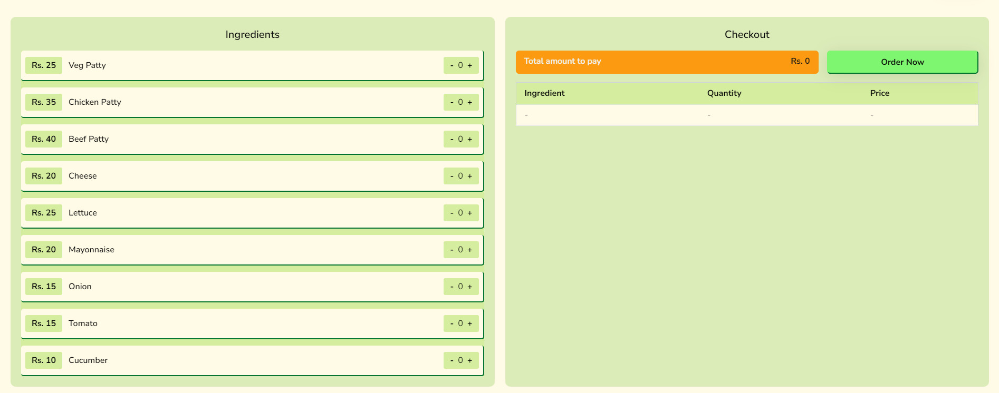 Ingredients
Rs. 25 Veg Patty - 0 +
Rs. 35 Chicken Patty - 0 +
Rs. 40 Beef Patty - 0 +
Rs. 20 Cheese - 0 +
Rs. 25 Lettuce - 0 +
Rs. 20 Mayonnaise - 0 +
Rs. 15 Onion - 0 +
Rs. 15 Tomato - 0 +
Rs. 10 Cucumber - 0 +
Checkout
Total amount to pay Rs. 0 Order Now
Ingredient Quantity Price
- - -